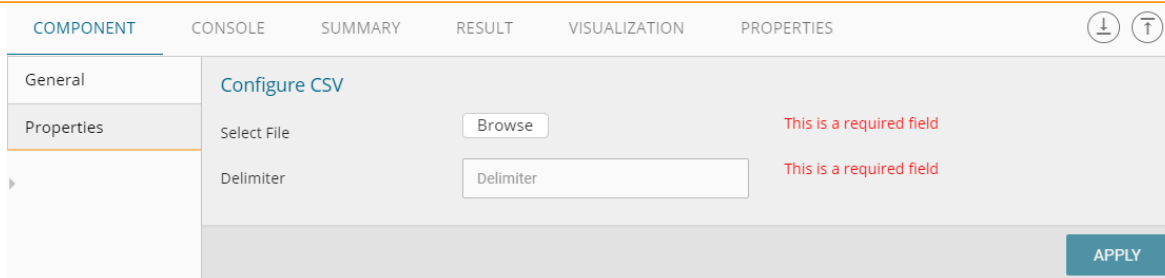 COMPONENT CONSOLE SUMMARY RESULT VISUALIZATION PROPERTIES
General
Properties
Configure CSV
Select File Browse This is a required field
Delimiter Delimiter This is a required field
APPLY